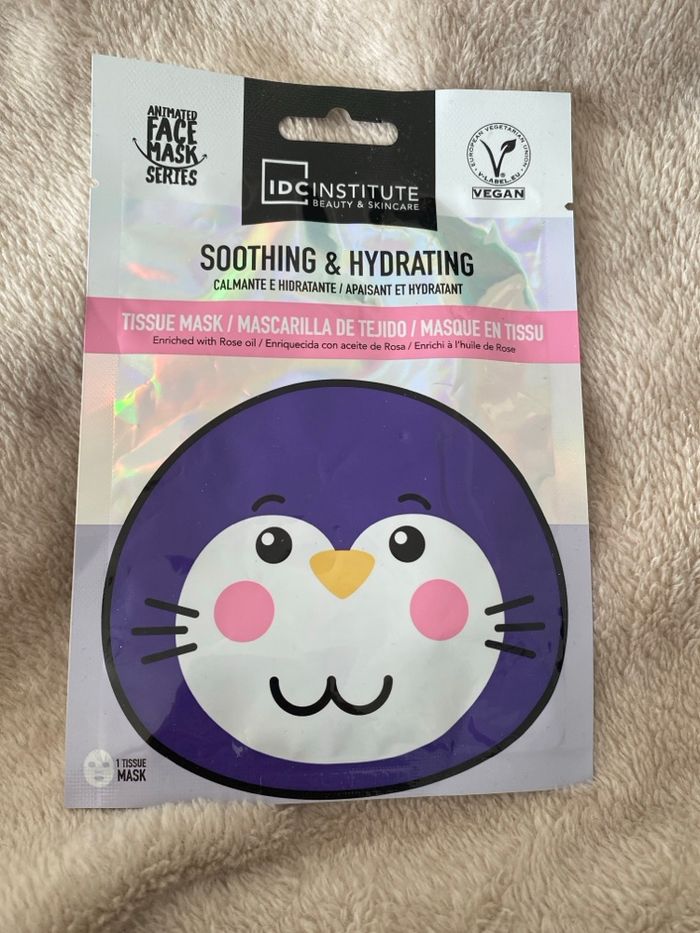 ANIMATED
FACE
MASK
SERIES
IDC INSTITUTE
BEAUTY & SKINCARE
EUROPEAN VEGETARIAN UNION
V-LABEL.EU
VEGAN
SOOTHING & HYDRATING
CALMANTE E HIDRATANTE / APAISANT ET HYDRATANT
TISSUE MASK / MASCARILLA DE TEJIDO / MASQUE EN TISSU
Enriched with Rose oil / Enriquecida con aceite de Rosa / Enrichi à l'huile de Rose
1 TISSUE
MASK